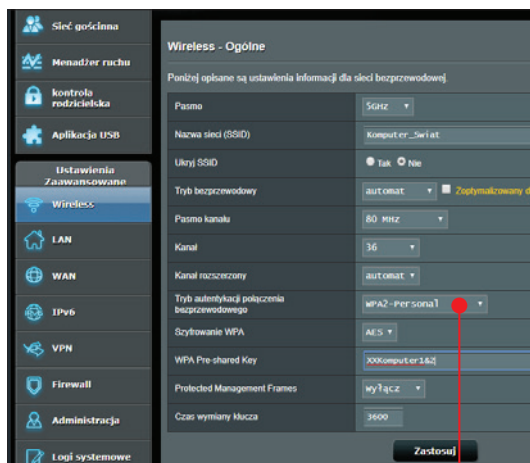 Sieć gościnna
Menadżer ruchu
kontrola
rodzicielska
Aplikacja USB
Ustawienia
Zaawansowane
Wireless
LAN
WAN
IPv6
VPN
Firewall
Administracja
Logi systemowe
Wireless - Ogólne
Poniżej opisane są ustawienia informacji dla sieci bezprzewodowej.
Pasmo 5GHz
Nazwa sieci (SSID) Komputer_Swiat
Ukryj SSID Tak Nie
Tryb bezprzewodowy automat Zoptymalizowany d
Pasmo kanału 80 MHz
Kanał 36
Kanał rozszerzony automat
Tryb autentykacji połączenia
bezprzewodowego WPA2-Personal
Szyfrowanie WPA AES
WPA Pre-shared Key XXKomputer1&2
Protected Management Frames wyłącz
Czas wymiany klucza 3600
Zastosuj